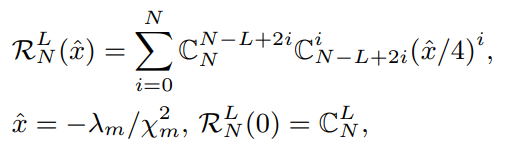 $\mathcal{R}_N^L(\hat{x}) = \sum_{i=0}^{N} \mathbb{C}_N^{N-L+2i} \mathbb{C}_{N-L+2i}^{i} (\hat{x}/4)^i,$
$\hat{x} = -\lambda_m/\chi_m^2, \ \mathcal{R}_N^L(0) = \mathbb{C}_N^L,$